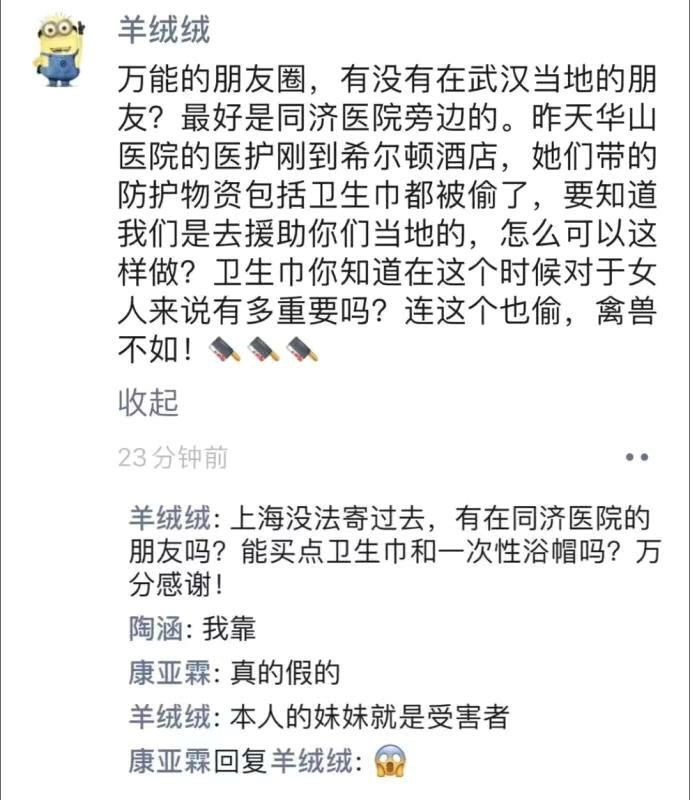 羊绒绒
万能的朋友圈，有没有在武汉当地的朋
友？最好是同济医院旁边的。昨天华山
医院的医护刚到希尔顿酒店，她们带的
防护物资包括卫生巾都被偷了，要知道
我们是去援助你们当地的，怎么可以这
样做？卫生巾你知道在这个时候对于女
人来说有多重要吗？连这个也偷，禽兽
不如！
收起
23分钟前
羊绒绒: 上海没法寄过去，有在同济医院的
朋友吗？能买点卫生巾和一次性浴帽吗？万
分感谢！
陶涵: 我靠
康亚霖: 真的假的
羊绒绒: 本人的妹妹就是受害者
康亚霖回复羊绒绒: